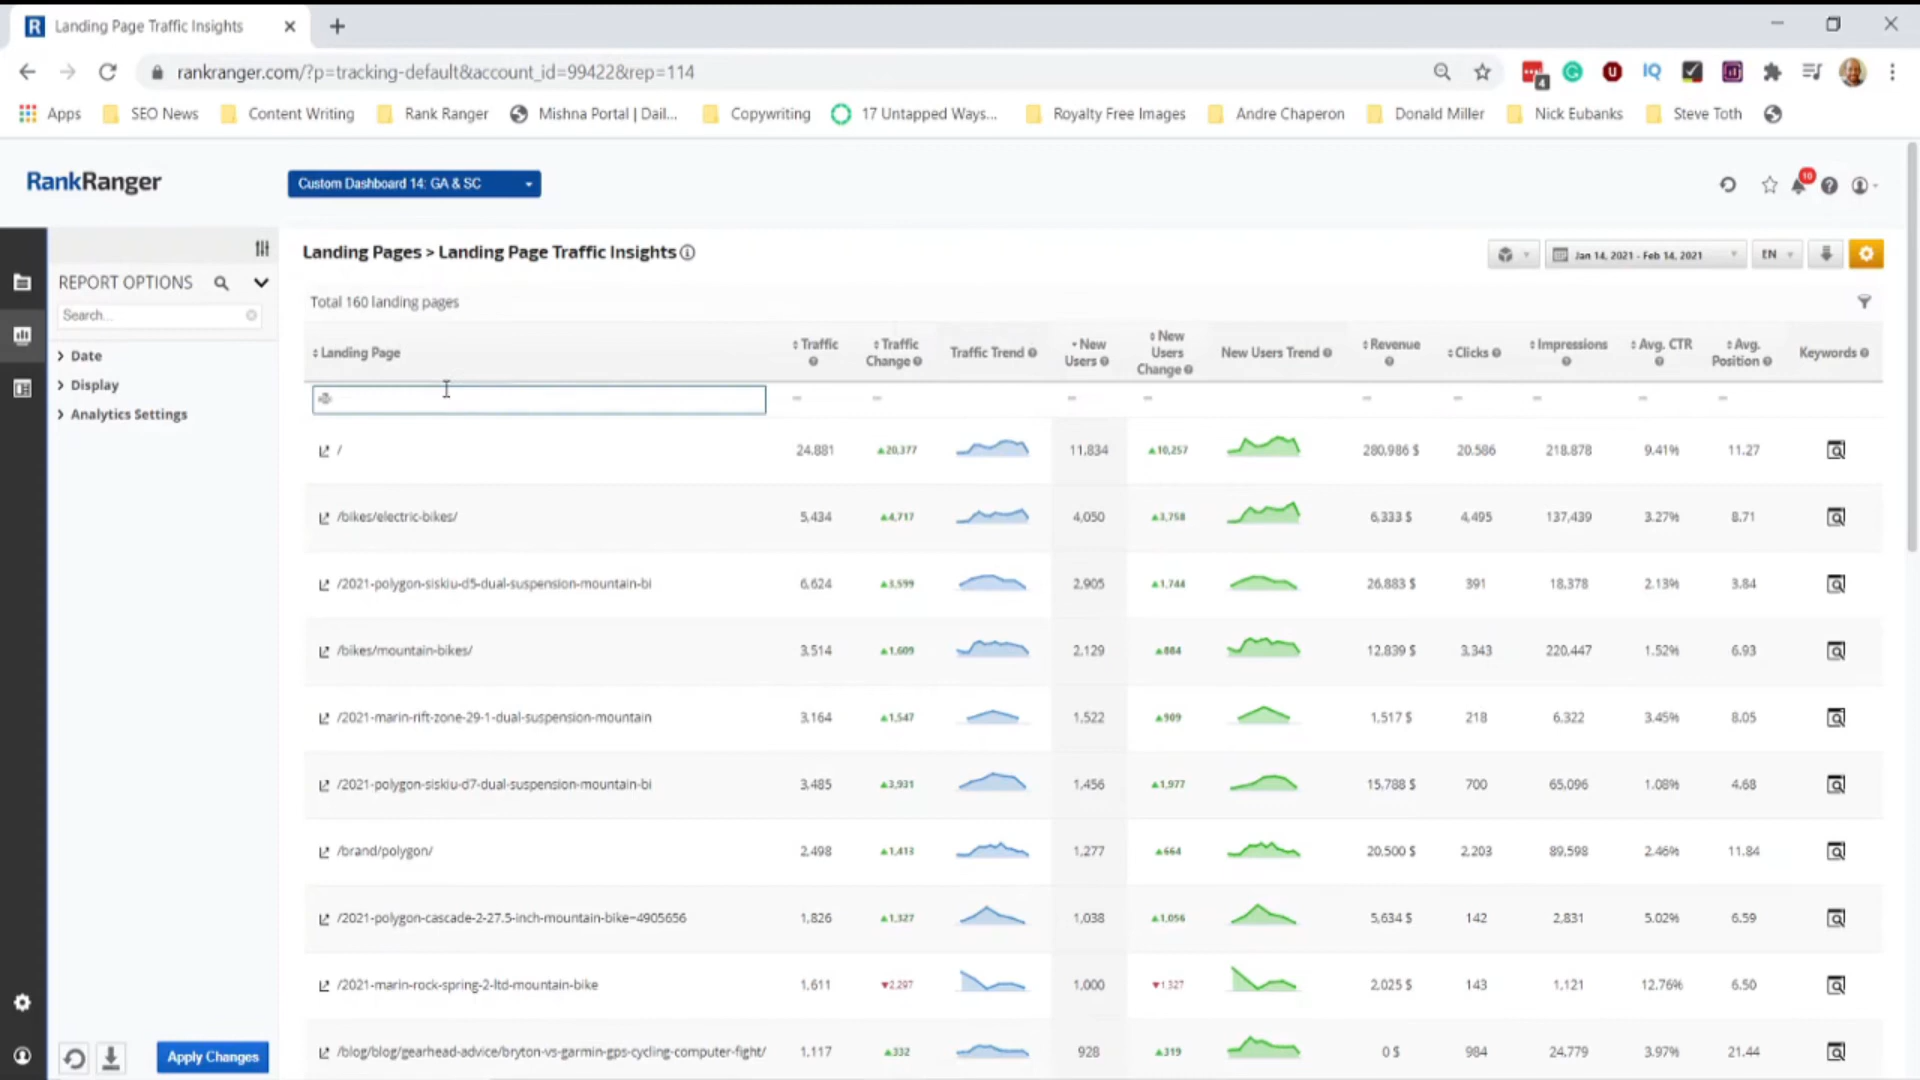 R Landing Page Traffic Insights
rankranger.com/?p=tracking-default&account_id=99422&rep=114
4 U IQ
Apps SEO News Content Writing Rank Ranger Mishna Portal | Dail... Copywriting 17 Untapped Ways... Royalty Free Images Andre Chaperon Donald Miller Nick Eubanks Steve Toth
RankRanger Custom Dashboard 14: GA & SC 10
Landing Pages > Landing Page Traffic Insights
Jan 14, 2021 - Feb 14, 2021 EN
REPORT OPTIONS
Search...
Date
Display
Analytics Settings
Total 160 landing pages
Landing Page Traffic Traffic Change Traffic Trend New Users New Users Change New Users Trend Revenue Clicks Impressions Avg. CTR Avg. Position Keywords
/ 24,881 20,377 11,834 10,257 280,986 $ 20,586 218,878 9.41% 11.27
/bikes/electric-bikes/ 5,434 4,717 4,050 3,758 6,333 $ 4,495 137,439 3.27% 8.71
/2021-polygon-siskiu-d5-dual-suspension-mountain-bi 6,624 3,599 2,905 1,744 26,883 $ 391 18,378 2.13% 3.84
/bikes/mountain-bikes/ 3,514 1,609 2,129 884 12,839 $ 3,343 220,447 1.52% 6.93
/2021-marin-rift-zone-29-1-dual-suspension-mountain 3,164 1,547 1,522 909 1,517 $ 218 6,322 3.45% 8.05
/2021-polygon-siskiu-d7-dual-suspension-mountain-bi 3,485 3,931 1,456 1,977 15,788 $ 700 65,096 1.08% 4.68
/brand/polygon/ 2,498 1,413 1,277 664 20,500 $ 2,203 89,598 2.46% 11.84
/2021-polygon-cascade-2-27.5-inch-mountain-bike=4905656 1,826 1,327 1,038 1,056 5,634 $ 142 2,831 5.02% 6.59
/2021-marin-rock-spring-2-ltd-mountain-bike 1,611 2,297 1,000 1,327 2,025 $ 143 1,121 12.76% 6.50
/blog/blog/gearhead-advice/bryton-vs-garmin-gps-cycling-computer-fight/ 1,117 332 928 319 0 $ 984 24,779 3.97% 21.44
Apply Changes